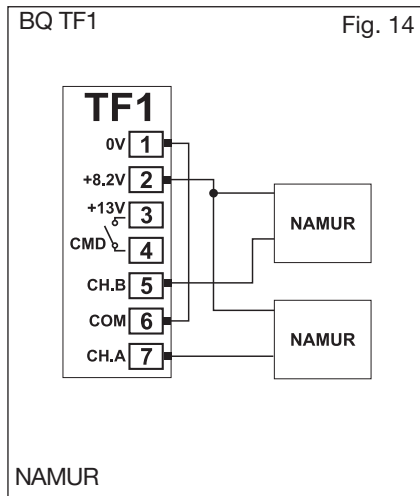 BQ TF1
Fig. 14
TF1
0V 1
+8.2V 2
+13V 3
CMD 4
CH.B 5
COM 6
CH.A 7
NAMUR
NAMUR
NAMUR